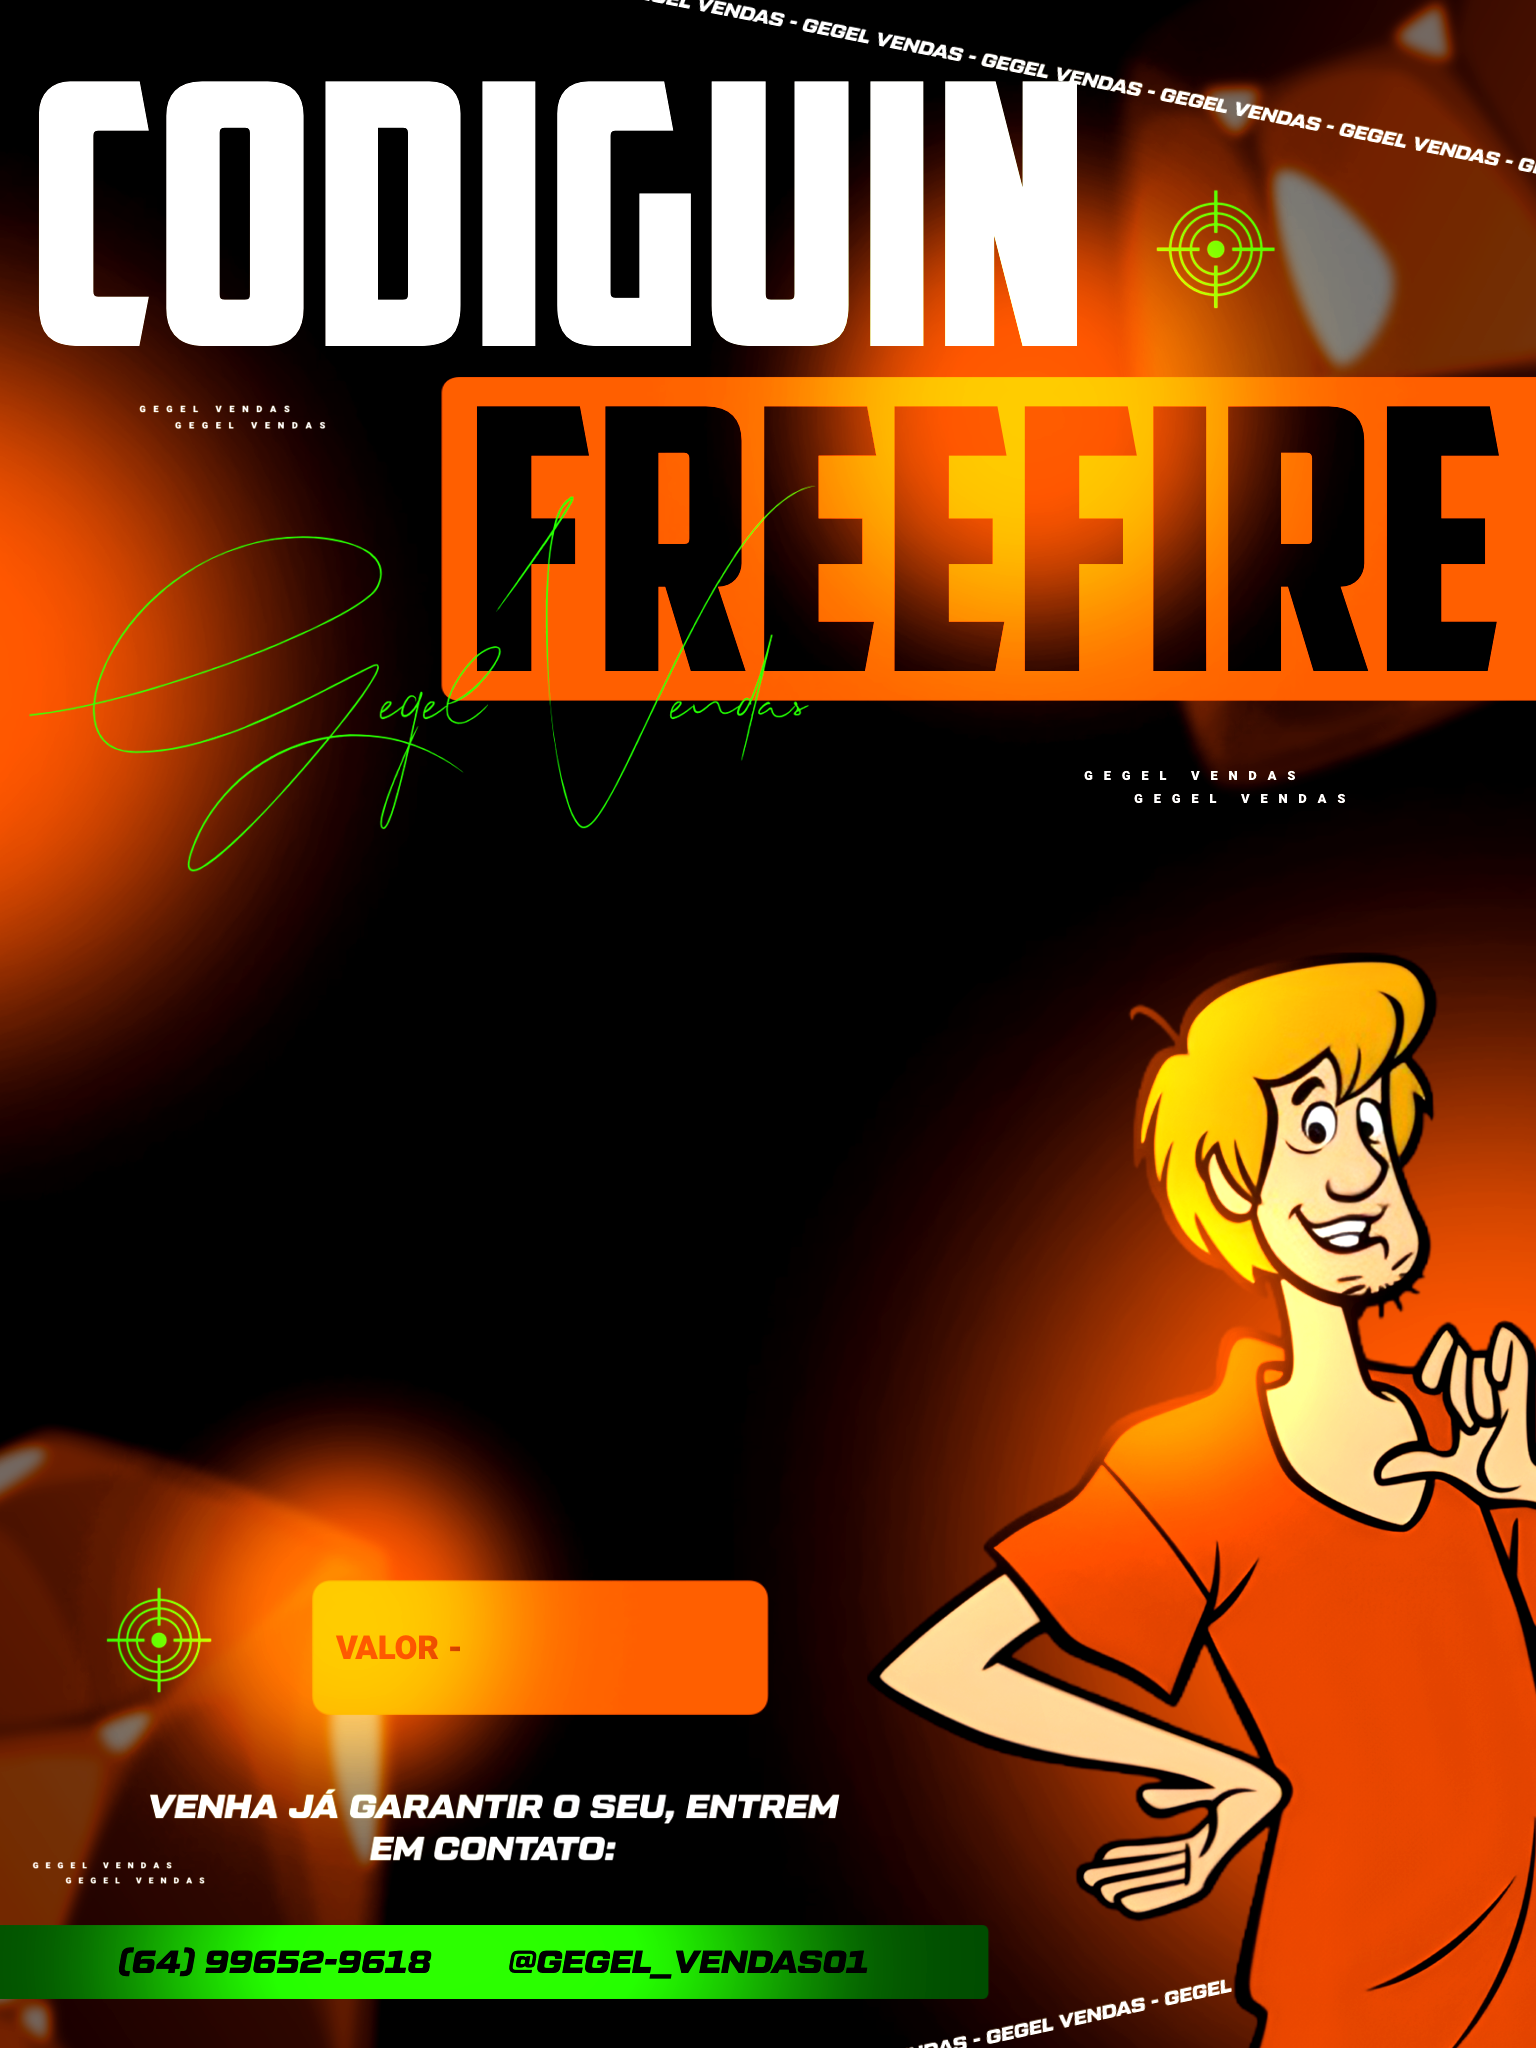 GEGEL VENDAS - GEGEL VENDAS - GEGEL VENDAS - GEGEL VENDAS - GEGEL VENDAS - GE
CODIGUIN
FREEFIRE
GEGEL VENDAS
GEGEL VENDAS
Gegel Vendas
GEGEL VENDAS
GEGEL VENDAS
VALOR -
VENHA JÁ GARANTIR O SEU, ENTREM
EM CONTATO:
GEGEL VENDAS
GEGEL VENDAS
(64) 99652-9618 @GEGEL_VENDAS01
DAS - GEGEL VENDAS - GEGEL